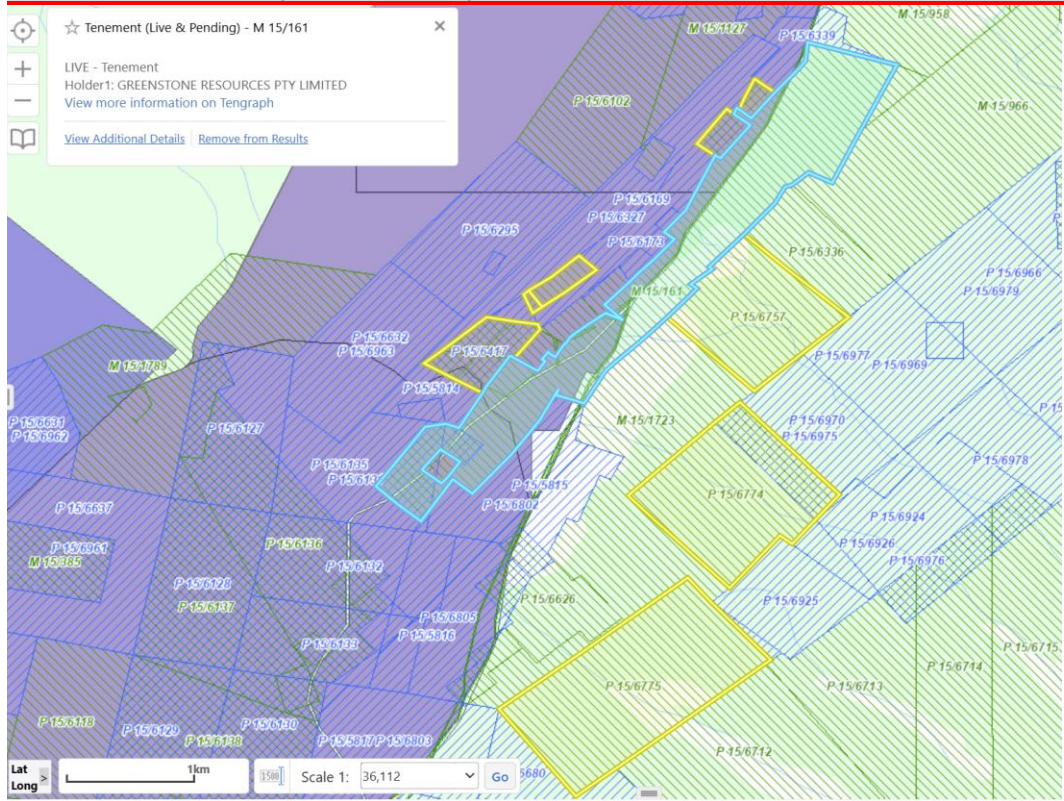 Tenement (Live & Pending) - M 15/161
LIVE - Tenement
Holder1: GREENSTONE RESOURCES PTY LIMITED
View more information on Tengraph
View Additional Details
Remove from Results
M 15/958
M 15/1127
P 15/6339
P 15/6102
M 15/966
P 15/6169
P 15/6327
P 15/6295
P 15/6173
P 15/6336
P 15/6966
P 15/6979
M 15/161
P 15/6757
P 15/6632
P 15/6963
P 15/6417
P 15/6977
P 15/6969
M 15/1789
P 15/5814
P 15/6631
P 15/6962
P 15/6127
M 15/1723
P 15/6970
P 15/6975
P 15/6978
P 15/6135
P 15/5815
P 15/6802
P 15/6774
P 15/6637
P 15/6924
P 15/6961
M 15/385
P 15/6136
P 15/6926
P 15/6976
P 15/6128
P 15/6132
P 15/6137
P 15/6626
P 15/6925
P 15/6805
P 15/5816
P 15/6133
P 15/6715
P 15/6714
P 15/6775
P 15/6713
P 15/6118
P 15/6129
P 15/6130
P 15/6138
P 15/5817
P 15/6803
P 15/6712
5680
Lat
Long
>
1km
1500
Scale 1:
36,112
Go